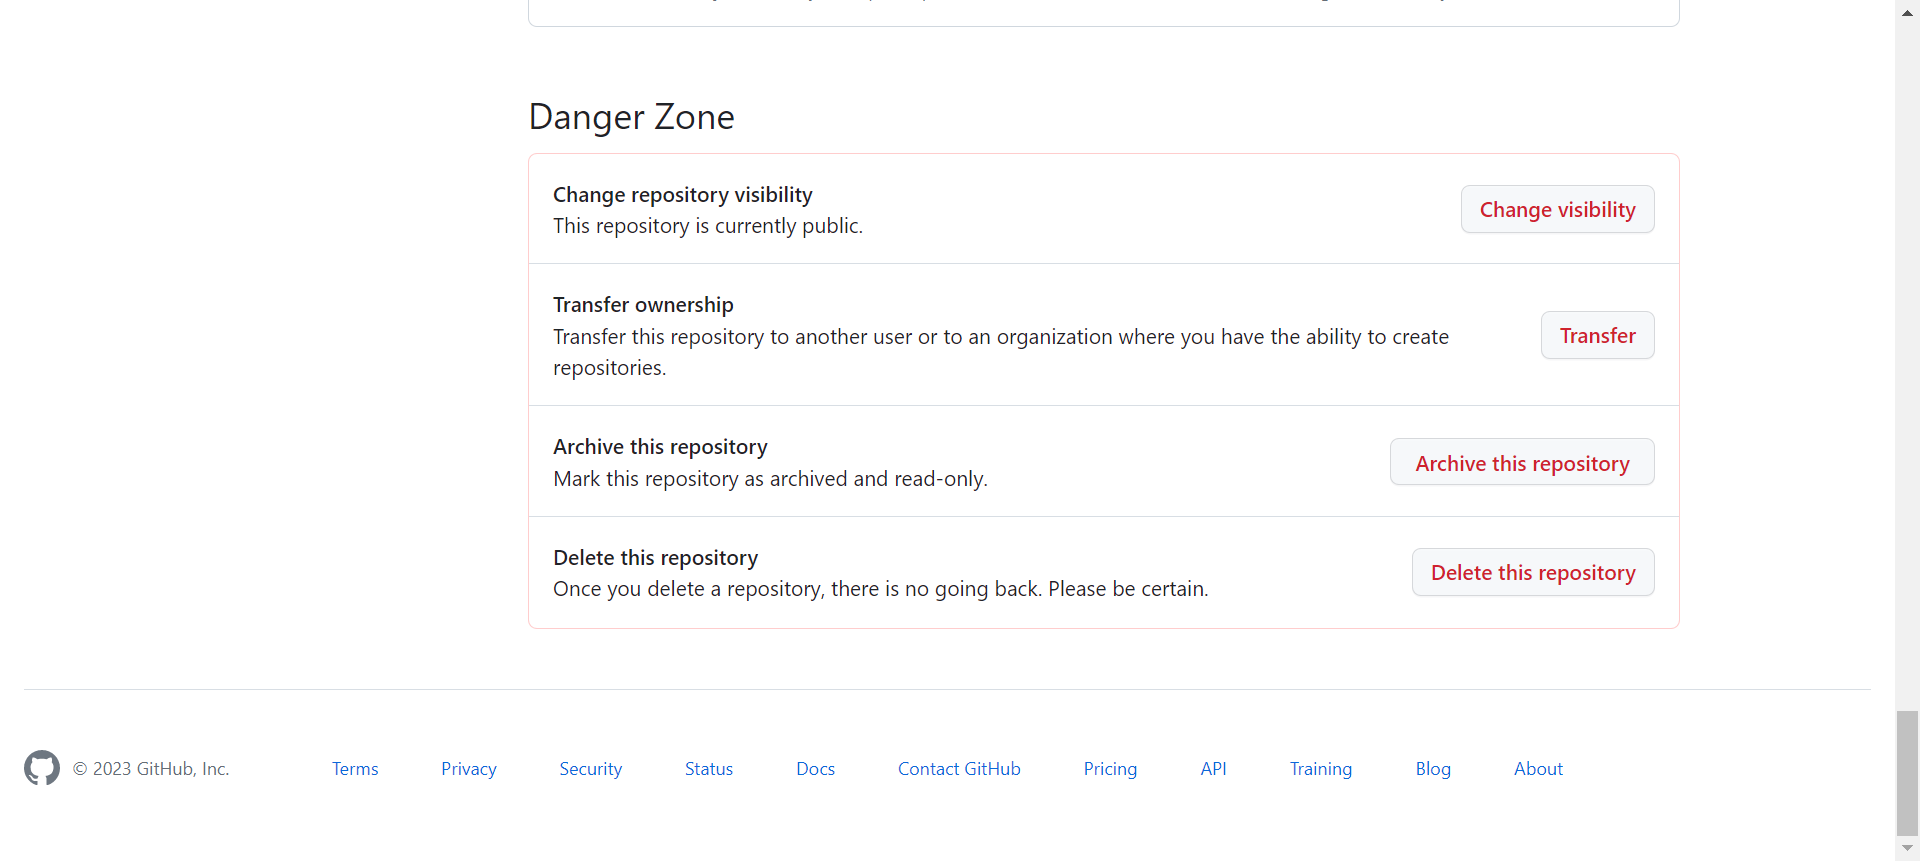 Danger Zone
Change repository visibility
This repository is currently public.
Change visibility
Transfer ownership
Transfer this repository to another user or to an organization where you have the ability to create
repositories.
Transfer
Archive this repository
Mark this repository as archived and read-only.
Archive this repository
Delete this repository
Once you delete a repository, there is no going back. Please be certain.
Delete this repository
© 2023 GitHub, Inc.
Terms
Privacy
Security
Status
Docs
Contact GitHub
Pricing
API
Training
Blog
About